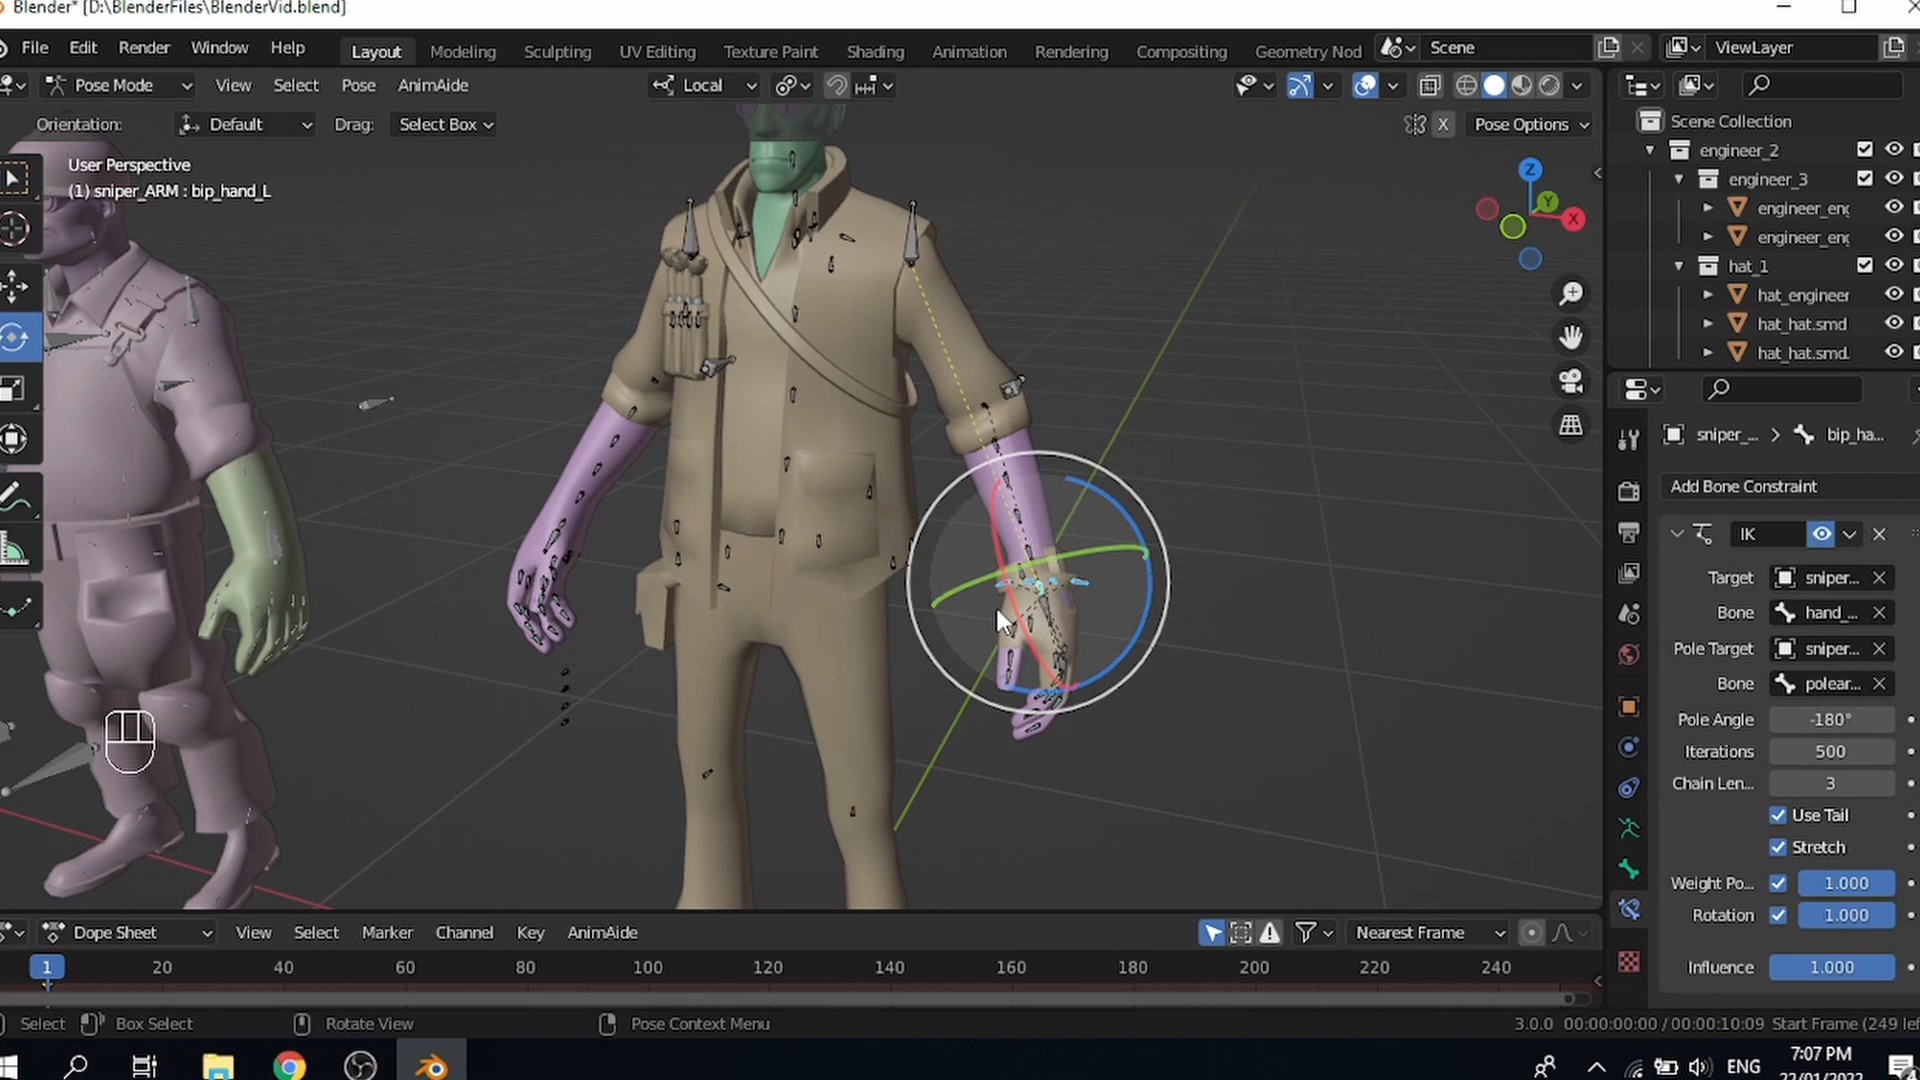 Blender* [D:\BlenderFiles\BlenderVid.blend]
File Edit Render Window Help Layout Modeling Sculpting UV Editing Texture Paint Shading Animation Rendering Compositing Geometry Nod Scene ViewLayer
Pose Mode View Select Pose AnimAide Local
Orientation: Default Drag: Select Box X Pose Options
User Perspective
(1) sniper_ARM : bip_hand_L
Z
Y
X
Scene Collection
engineer_2
engineer_3
engineer_eng
engineer_eng
hat_1
hat_engineer
hat_hat.smd
hat_hat.smd.
sniper_... bip_ha...
Add Bone Constraint
IK
Target sniper...
Bone hand_...
Pole Target sniper...
Bone polear...
Pole Angle -180°
Iterations 500
Chain Len... 3
Use Tail
Stretch
Weight Po... 1.000
Rotation 1.000
Influence 1.000
Dope Sheet View Select Marker Channel Key AnimAide Nearest Frame
1 20 40 60 80 100 120 140 160 180 200 220 240
Select Box Select Rotate View Pose Context Menu 3.0.0 00:00:00:00 / 00:00:10:09 Start Frame (249 lef
ENG
7:07 PM
22/01/2022